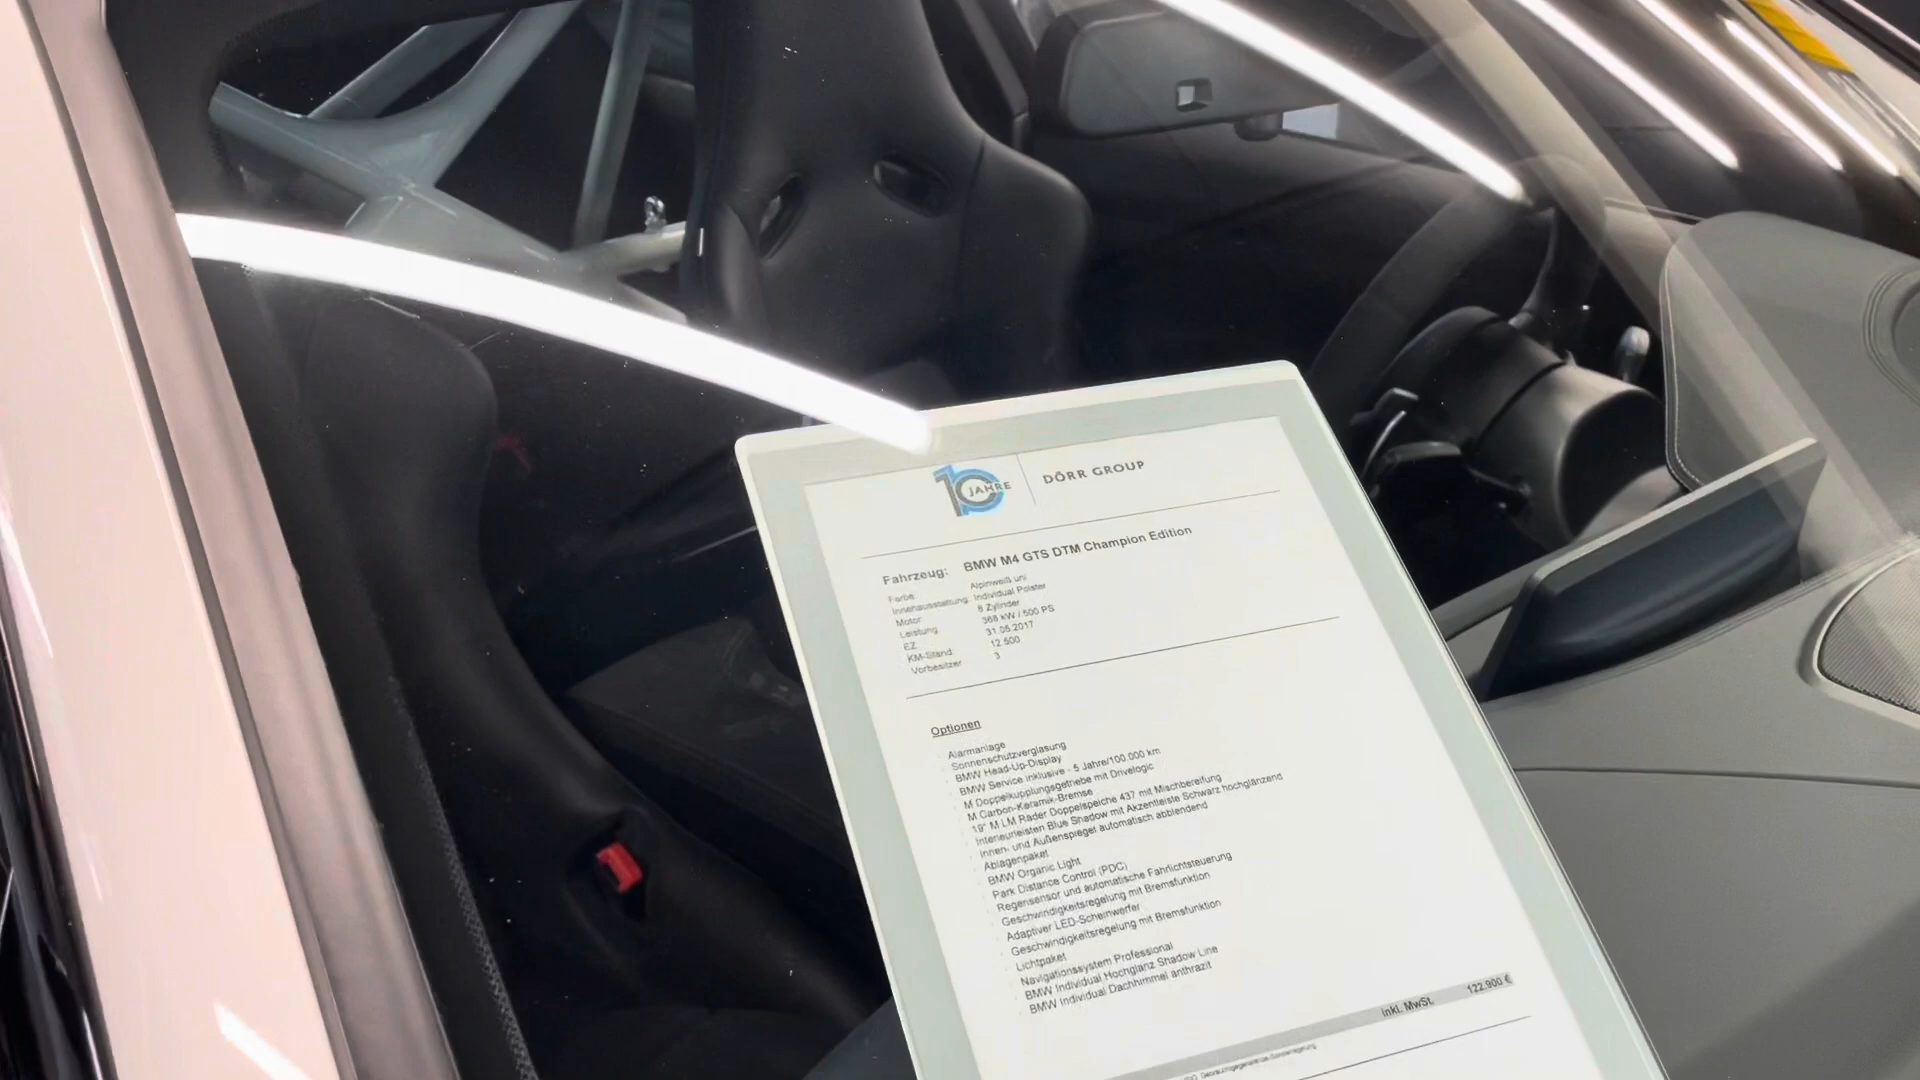 10 JAHRE
DÖRR GROUP
Fahrzeug: BMW M4 GTS DTM Champion Edition
Farbe: Alpinweiß uni
Innenausstattung: Individual Polster
Motor 6 Zylinder
Leistung 368 kW / 500 PS
EZ: 31.05.2017
KM-Stand: 12.500
Vorbesitzer 3
Optionen
Alarmanlage
Sonnenschutzverglasung
BMW Head-Up-Display
BMW Service inklusive - 5 Jahre/100.000 km
M Doppelkupplungsgetriebe mit Drivelogic
M Carbon-Keramik-Bremse
19" M LM Räder Doppelspeiche 437 mit Mischbereifung
Interieurleisten Blue Shadow mit Akzentleiste Schwarz hochglänzend
Innen- und Außenspiegel automatisch abblendend
Ablagenpaket
BMW Organic Light
Park Distance Control (PDC)
Regensensor und automatische Fahrlichtsteuerung
Geschwindigkeitsregelung mit Bremsfunktion
Adaptiver LED-Scheinwerfer
Geschwindigkeitsregelung mit Bremsfunktion
Lichtpaket
Navigationssystem Professional
BMW Individual Hochglanz Shadow Line
BMW Individual Dachhimmel anthrazit
inkl. MwSt. 122.900 €